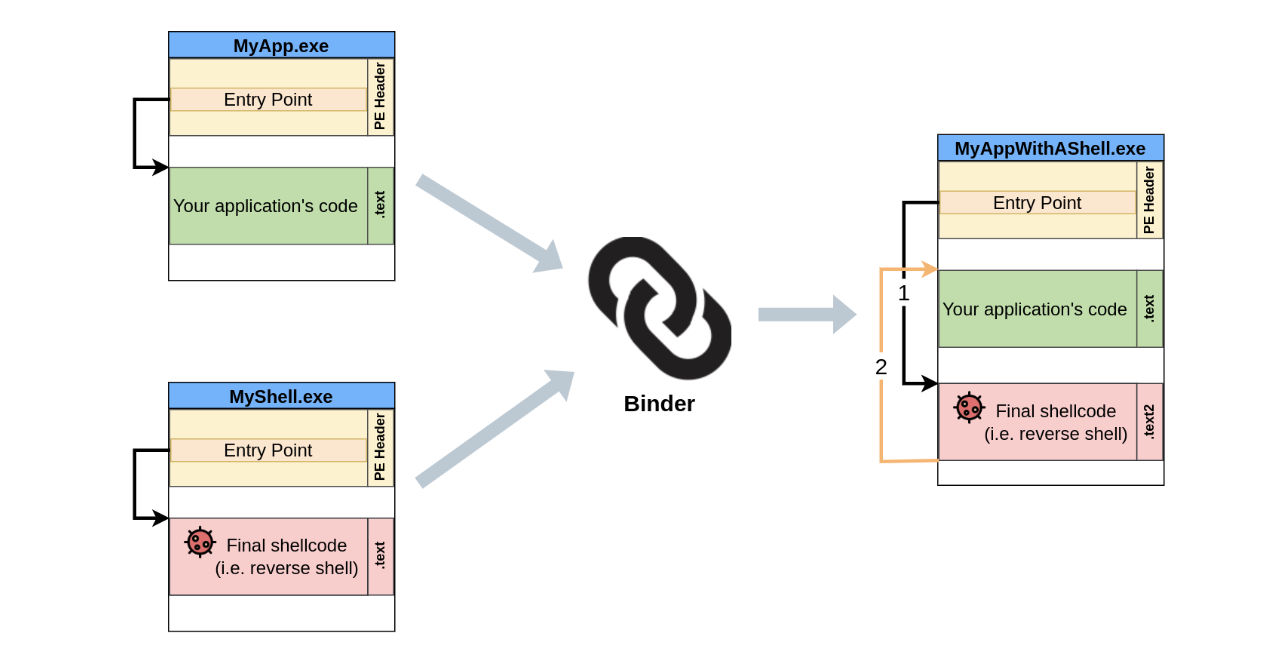 MyApp.exe
Entry Point
PE Header
Your application's code
.text
MyShell.exe
Entry Point
PE Header
Final shellcode
(i.e. reverse shell)
.text
Binder
MyAppWithAShell.exe
Entry Point
PE Header
1
Your application's code
.text
2
Final shellcode
(i.e. reverse shell)
.text2